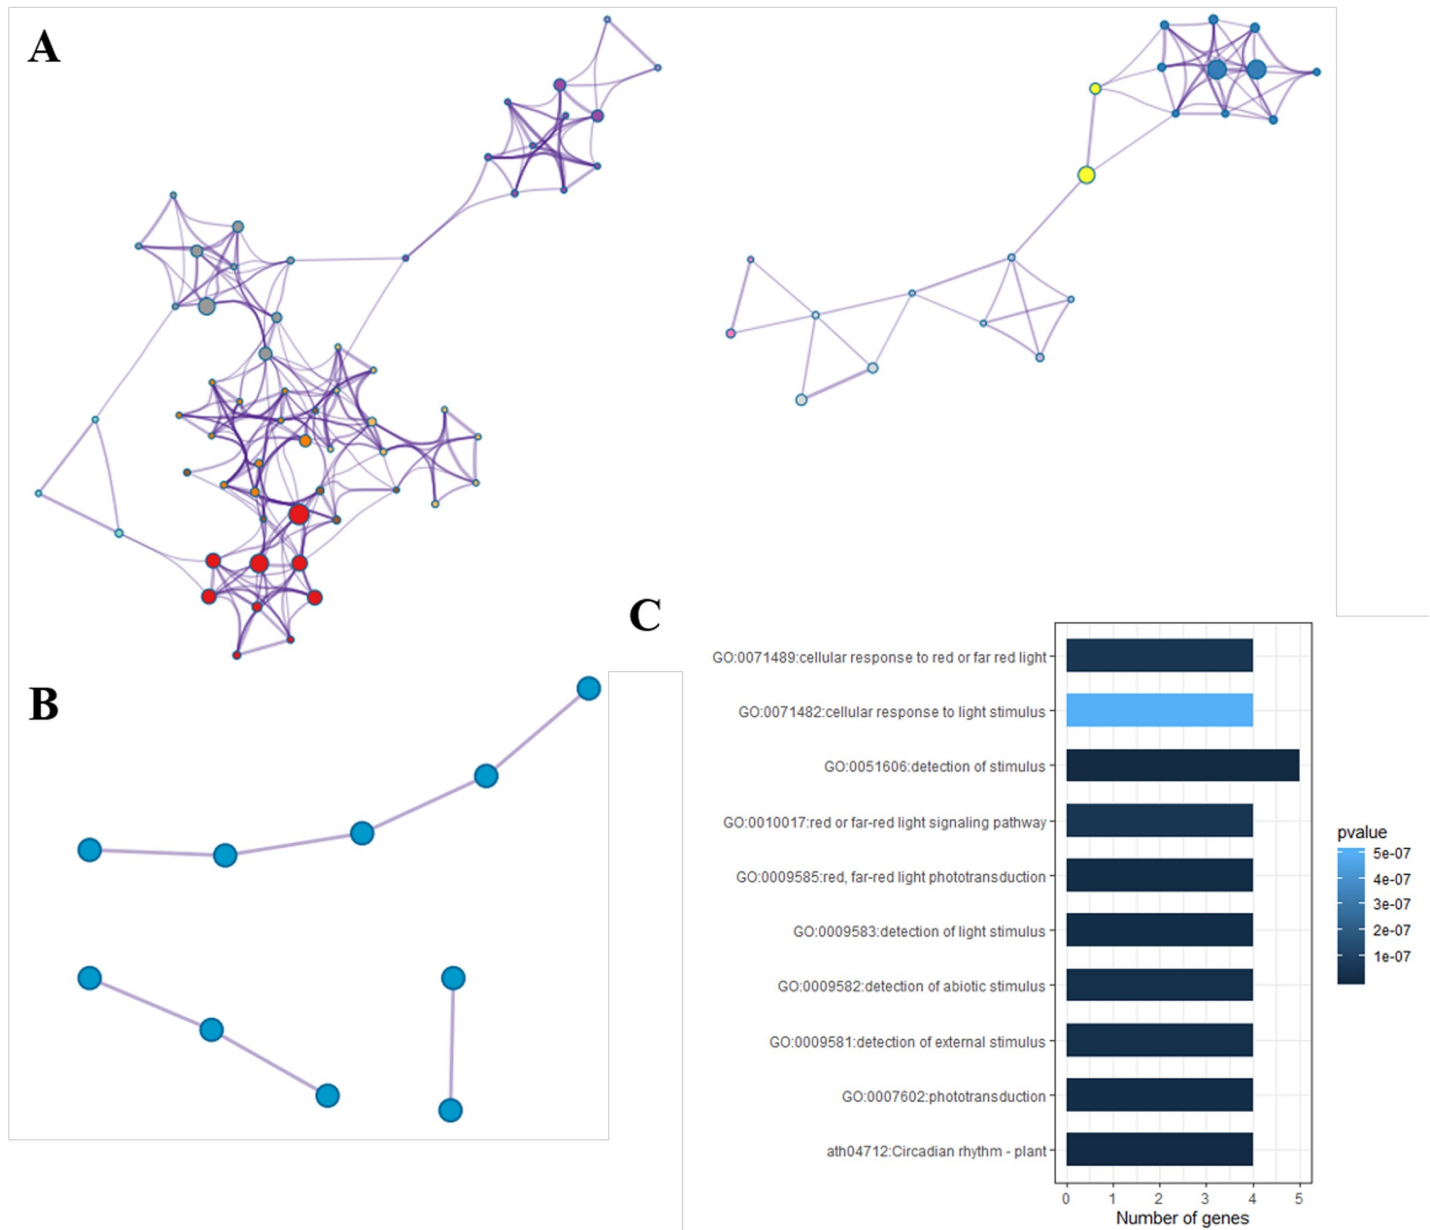 A
B
C
GO:0071489:cellular response to red or far red light
GO:0071482:cellular response to light stimulus
GO:0051606:detection of stimulus
GO:0010017:red or far-red light signaling pathway
GO:0009585:red, far-red light phototransduction
GO:0009583:detection of light stimulus
GO:0009582:detection of abiotic stimulus
GO:0009581:detection of external stimulus
GO:0007602:phototransduction
ath04712:Circadian rhythm - plant
0 1 2 3 4 5
Number of genes
pvalue
5e-07
4e-07
3e-07
2e-07
1e-07